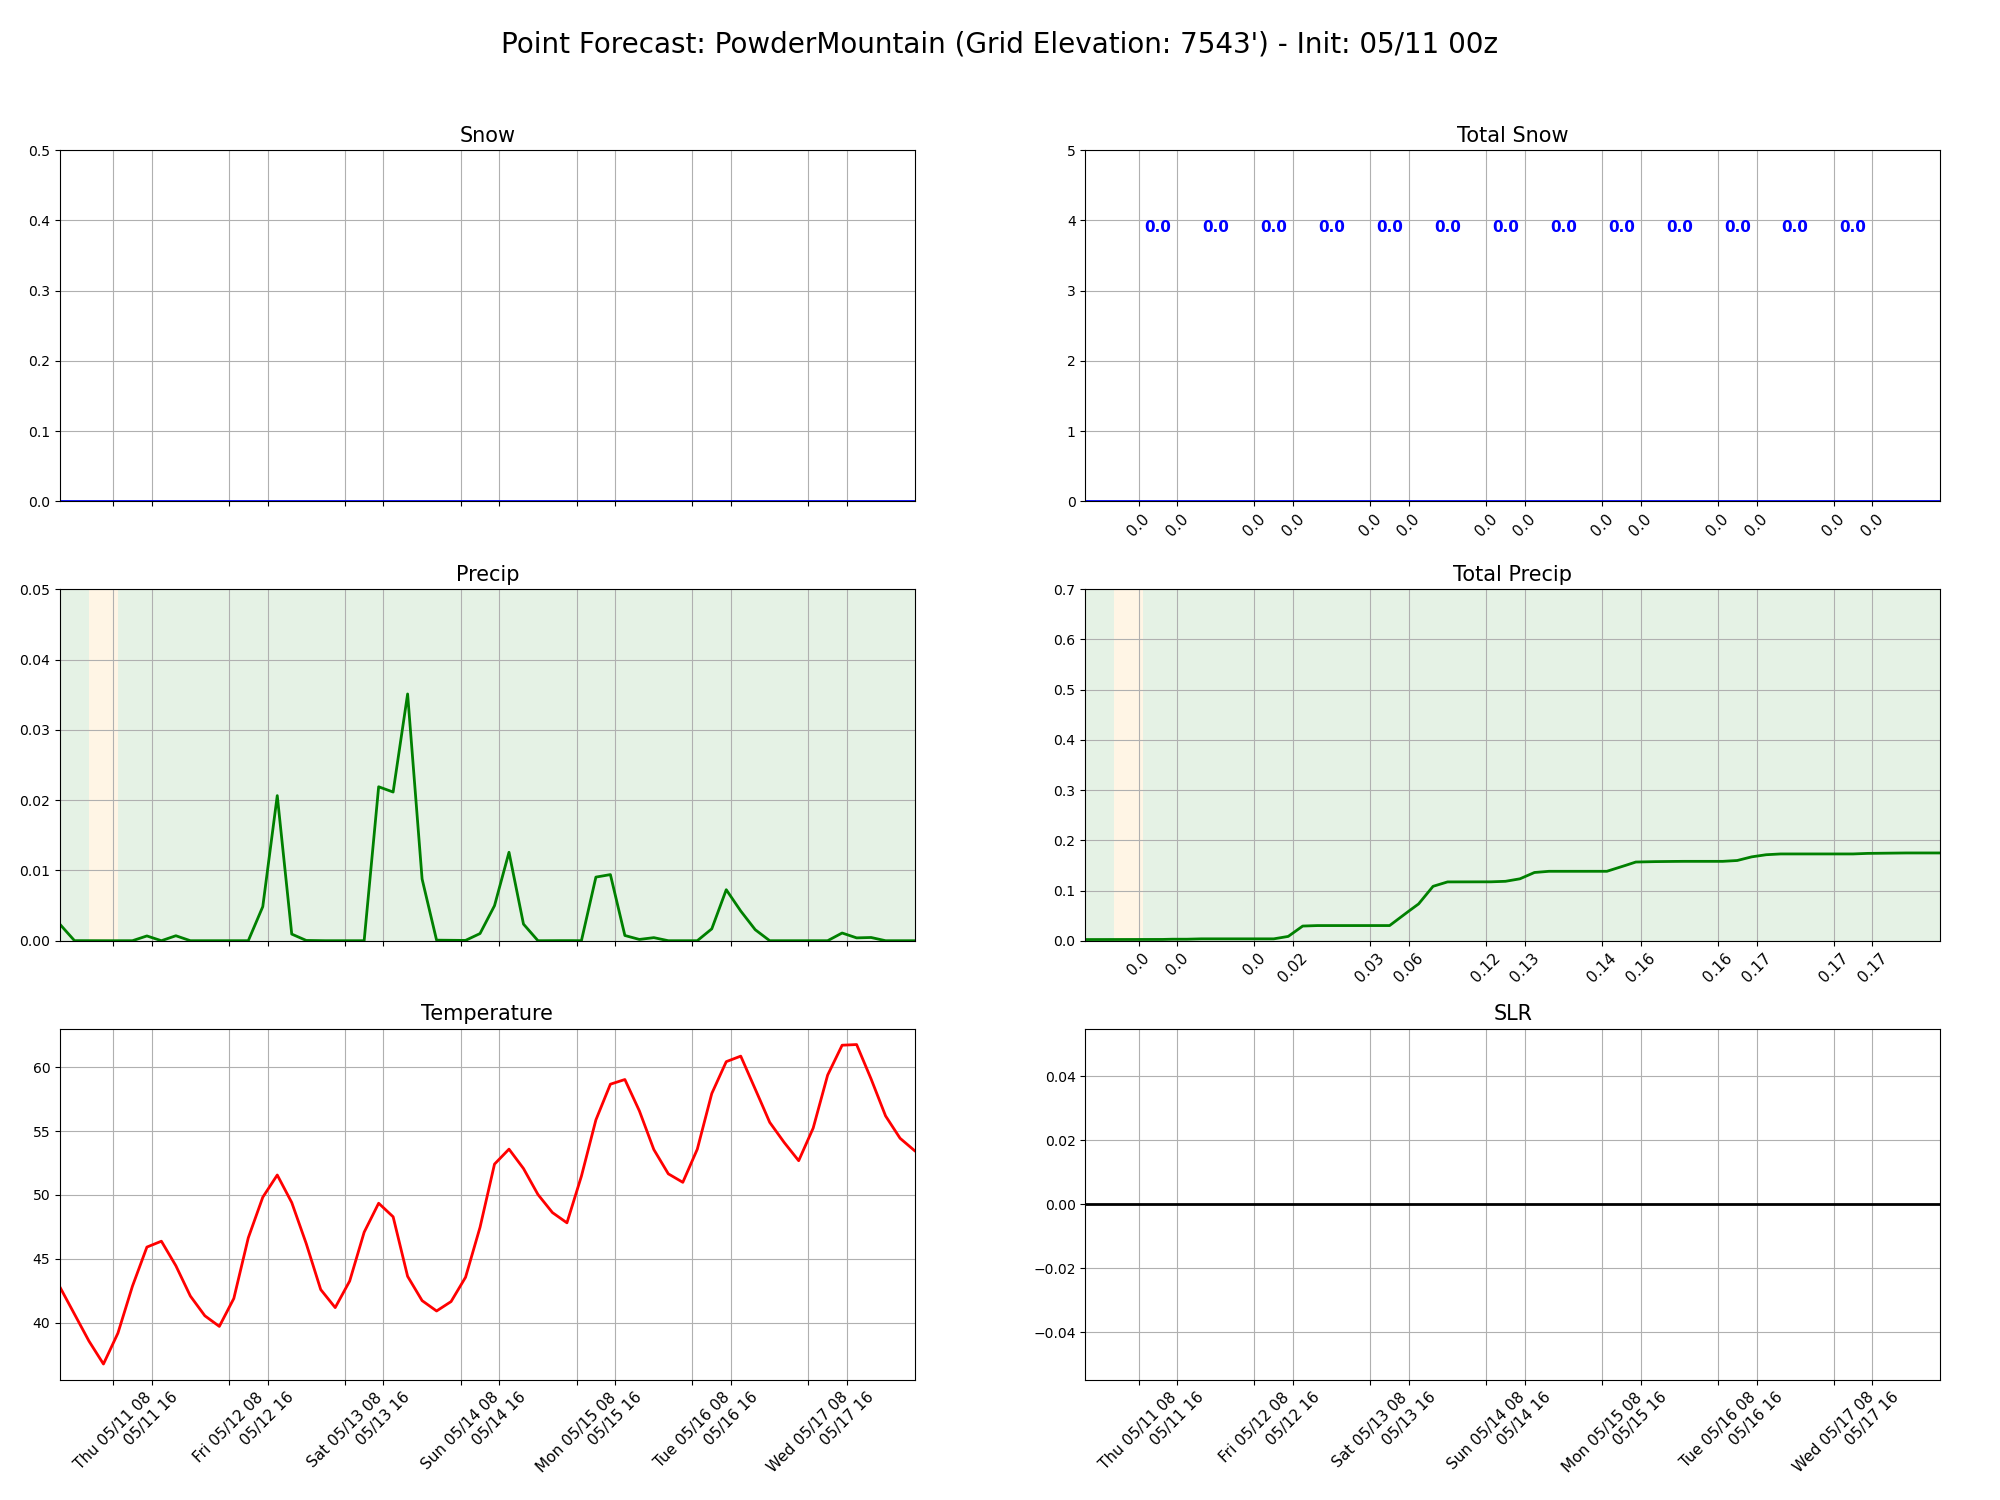 Point Forecast: PowderMountain (Grid Elevation: 7543') - Init: 05/11 00z
Snow
0.5
0.4
0.3
0.2
0.1
0.0
Total Snow
5
4
3
2
1
0
0.0 0.0 0.0 0.0 0.0 0.0 0.0 0.0 0.0 0.0 0.0 0.0 0.0
0.0 0.0 0.0 0.0 0.0 0.0 0.0 0.0 0.0 0.0 0.0 0.0 0.0 0.0
Precip
0.05
0.04
0.03
0.02
0.01
0.00
Total Precip
0.7
0.6
0.5
0.4
0.3
0.2
0.1
0.0
0.0 0.0 0.0 0.02 0.03 0.06 0.12 0.13 0.14 0.16 0.16 0.17 0.17 0.17
Temperature
60
55
50
45
40
Thu 05/11 08
05/11 16
Fri 05/12 08
05/12 16
Sat 05/13 08
05/13 16
Sun 05/14 08
05/14 16
Mon 05/15 08
05/15 16
Tue 05/16 08
05/16 16
Wed 05/17 08
05/17 16
SLR
0.04
0.02
0.00
−0.02
−0.04
Thu 05/11 08
05/11 16
Fri 05/12 08
05/12 16
Sat 05/13 08
05/13 16
Sun 05/14 08
05/14 16
Mon 05/15 08
05/15 16
Tue 05/16 08
05/16 16
Wed 05/17 08
05/17 16